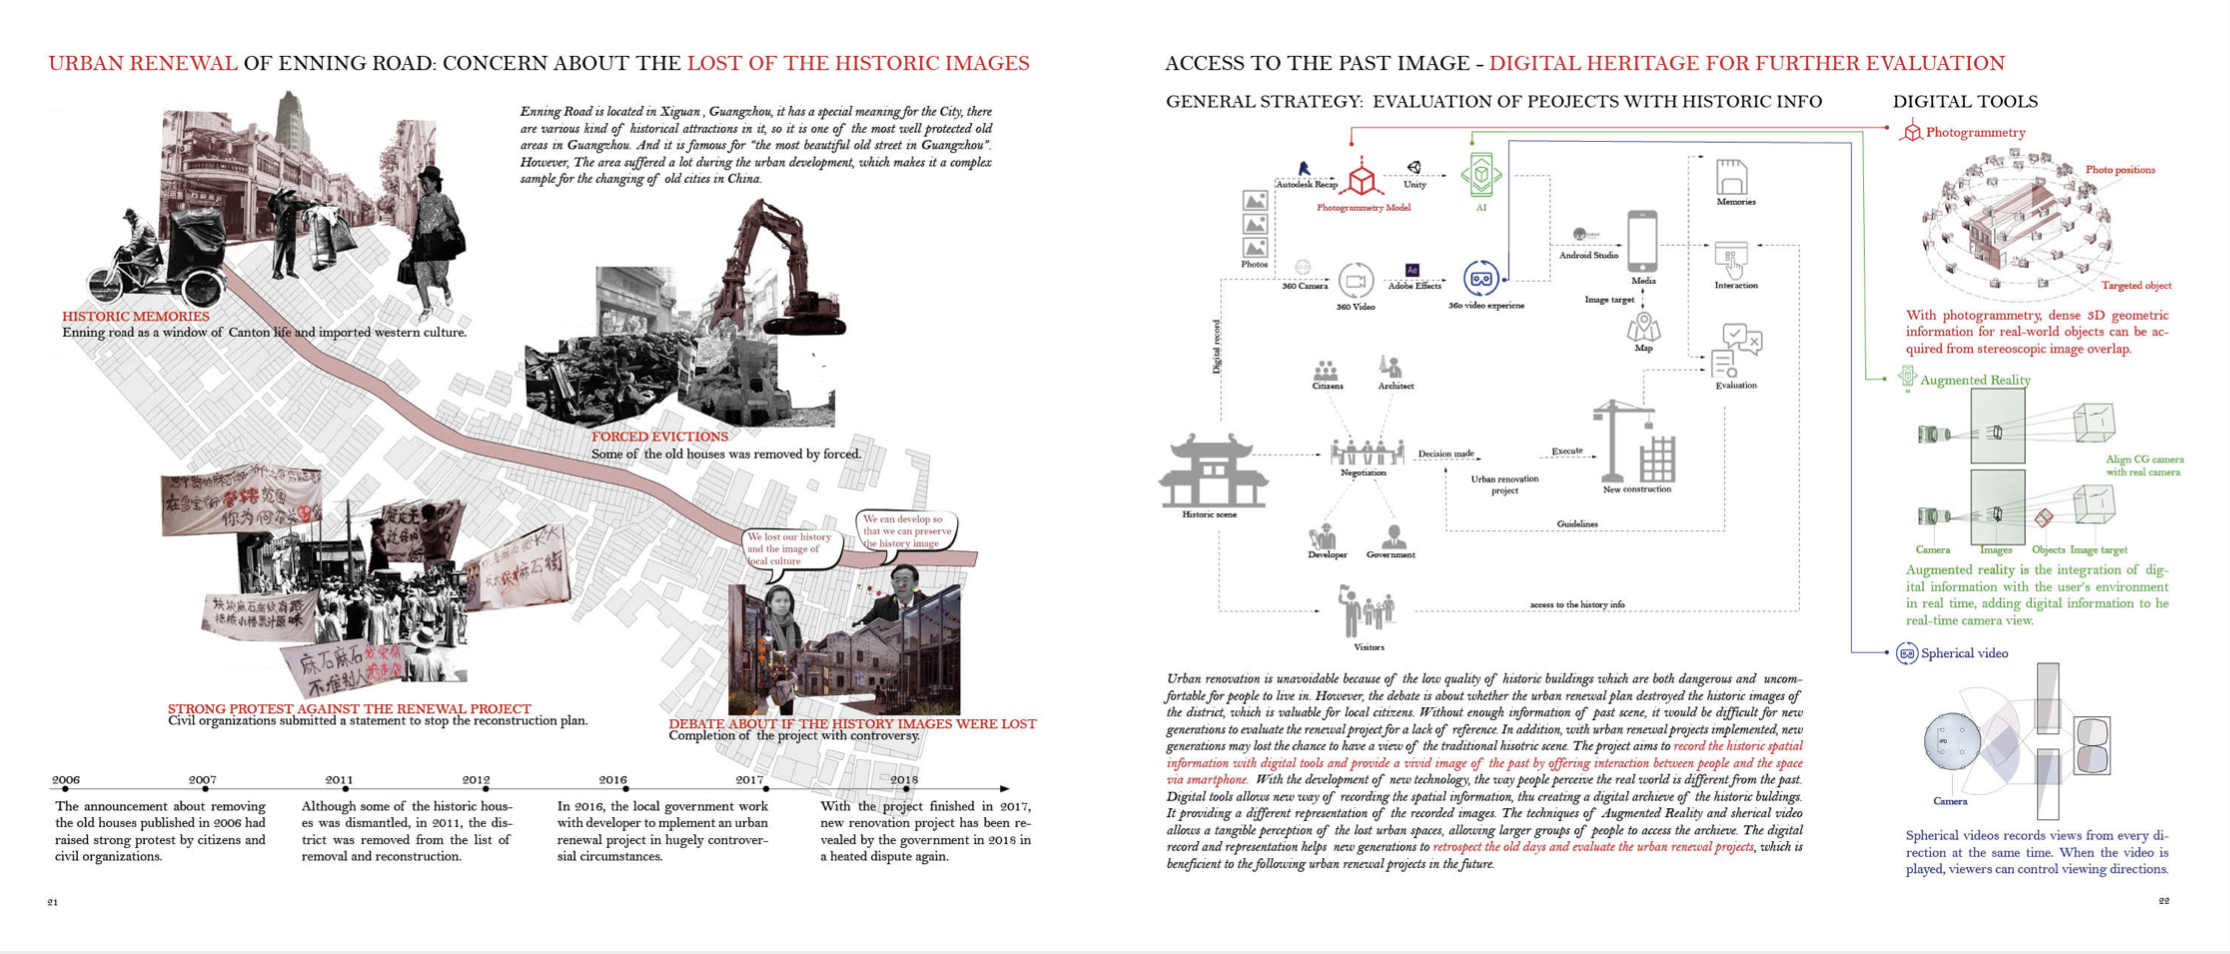 URBAN RENEWAL OF ENNING ROAD: CONCERN ABOUT THE LOST OF THE HISTORIC IMAGES
Enning Road is located in Xiguan , Guangzhou, it has a special meaning for the City, there
are various kind of historical attractions in it, so it is one of the most well protected old
areas in Guangzhou. And it is famous for "the most beautiful old street in Guangzhou".
However, The area suffered a lot during the urban development, which makes it a complex
sample for the changing of old cities in China.
HISTORIC MEMORIES
Enning road as a window of Canton life and imported western culture.
FORCED EVICTIONS
Some of the old houses was removed by forced.
你为何不
麻石麻石
We lost our history
and the image of
local culture
We can develop so
that we can preserve
the history image
STRONG PROTEST AGAINST THE RENEWAL PROJECT
Civil organizations submitted a statement to stop the reconstruction plan.
DEBATE ABOUT IF THE HISTORY IMAGES WERE LOST
Completion of the project with controversy.
2006 2007 2011 2012 2016 2017 2018
The announcement about removing
the old houses published in 2006 had
raised strong protest by citizens and
civil organizations.
Although some of the historic hous-
es was dismantled, in 2011, the dis-
trict was removed from the list of
removal and reconstruction.
In 2016, the local government work
with developer to mplement an urban
renewal project in hugely controver-
sial circumstances.
With the project finished in 2017,
new renovation project has been re-
vealed by the government in 2018 in
a heated dispute again.
21
ACCESS TO THE PAST IMAGE - DIGITAL HERITAGE FOR FURTHER EVALUATION
GENERAL STRATEGY: EVALUATION OF PEOJECTS WITH HISTORIC INFO
Photos
Autodesk Recap
Photogrammetry Model
Unity
AI
360 Camera
360 Video
Ae
Adobe Effects
360 video expericne
Android Studio
Media
Image target
Map
Memories
Interaction
Evaluation
Digital record
Citizens
Architect
Historic scene
Negotiation
Decision made
Urban renovation
project
Execute
New construction
Guidelines
Developer
Government
access to the history info
Visitors
Urban renovation is unavoidable because of the low quality of historic buildings which are both dangerous and uncom-
fortable for people to live in. However, the debate is about whether the urban renewal plan destroyed the historic images of
the district, which is valuable for local citizens. Without enough information of past scene, it would be difficult for new
generations to evaluate the renewal project for a lack of reference. In addition, with urban renewal projects implemented, new
generations may lost the chance to have a view of the traditional hisotric scene. The project aims to record the historic spatial
information with digital tools and provide a vivid image of the past by offering interaction between people and the space
via smartphone. With the development of new technology, the way people perceive the real world is different from the past.
Digital tools allows new way of recording the spatial information, thu creating a digital archieve of the historic buldings.
It providing a different representation of the recorded images. The techniques of Augmented Reality and sherical video
allows a tangible perception of the lost urban spaces, allowing larger groups of people to access the archieve. The digital
record and representation helps new generations to retrospect the old days and evaluate the urban renewal projects, which is
beneficient to the following urban renewal projects in the future.
DIGITAL TOOLS
Photogrammetry
Photo positions
Targeted object
With photogrammetry, dense 3D geometric
information for real-world objects can be ac-
quired from stereoscopic image overlap.
Augmented Reality
Align CG camera
with real camera
Camera Images Objects Image target
Augmented reality is the integration of dig-
ital information with the user's environment
in real time, adding digital information to he
real-time camera view.
Spherical video
Camera
Spherical videos records views from every di-
rection at the same time. When the video is
played, viewers can control viewing directions.
22